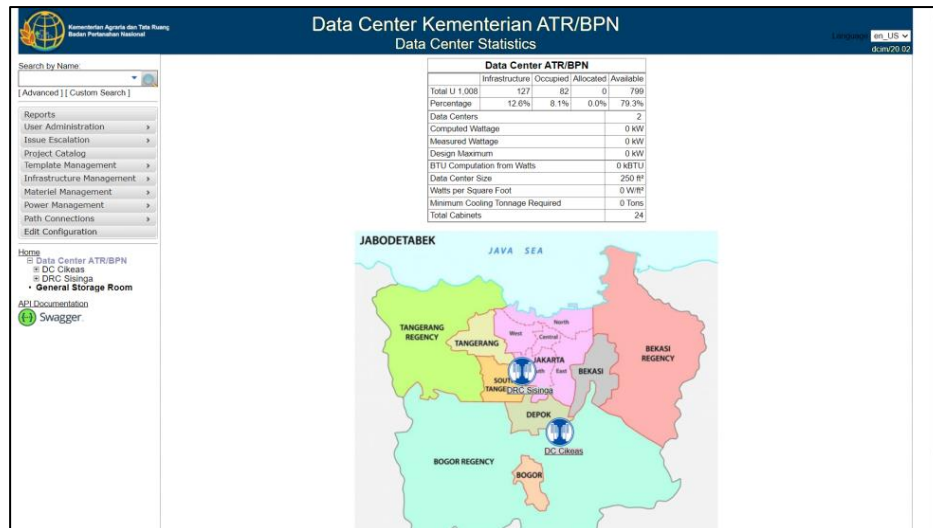 Kementerian Agraria dan Tata Ruang
Badan Pertanahan Nasional
Data Center Kementerian ATR/BPN
Data Center Statistics
Language en_US
dcim/20.02
Search by Name:
[ Advanced ] [ Custom Search ]
Reports
User Administration
Issue Escalation
Project Catalog
Template Management
Infrastructure Management
Materiel Management
Power Management
Path Connections
Edit Configuration
Home
Data Center ATR/BPN
DC Cikeas
DRC Sisinga
General Storage Room
API Documentation
Swagger
Data Center ATR/BPN
Infrastructure Occupied Allocated Available
Total U 1,008 127 82 0 799
Percentage 12.6% 8.1% 0.0% 79.3%
Data Centers 2
Computed Wattage 0 kW
Measured Wattage 0 kW
Design Maximum 0 kW
BTU Computation from Watts 0 kBTU
Data Center Size 250 ft²
Watts per Square Foot 0 W/ft²
Minimum Cooling Tonnage Required 0 Tons
Total Cabinets 24
JABODETABEK
JAVA SEA
TANGERANG
REGENCY
TANGERANG
North
West
Central
JAKARTA
East
BEKASI
BEKASI
REGENCY
DRC Sisinga
DEPOK
DC Cikeas
BOGOR REGENCY
BOGOR